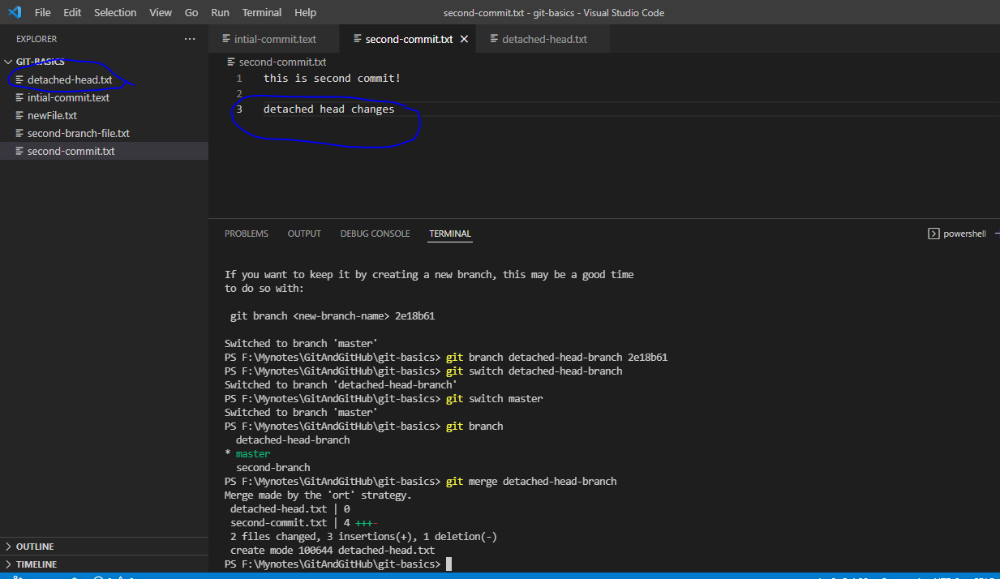 File Edit Selection View Go Run Terminal Help
second-commit.txt - git-basics - Visual Studio Code
EXPLORER
GIT-BASICS
detached-head.txt
intial-commit.text
newFile.txt
second-branch-file.txt
second-commit.txt
OUTLINE
TIMELINE
intial-commit.text second-commit.txt detached-head.txt
second-commit.txt
1 this is second commit!
2
3 detached head changes
PROBLEMS OUTPUT DEBUG CONSOLE TERMINAL
powershell
If you want to keep it by creating a new branch, this may be a good time
to do so with:
git branch <new-branch-name> 2e18b61
Switched to branch 'master'
PS F:\Mynotes\GitAndGitHub\git-basics> git branch detached-head-branch 2e18b61
PS F:\Mynotes\GitAndGitHub\git-basics> git switch detached-head-branch
Switched to branch 'detached-head-branch'
PS F:\Mynotes\GitAndGitHub\git-basics> git switch master
Switched to branch 'master'
PS F:\Mynotes\GitAndGitHub\git-basics> git branch
detached-head-branch
* master
second-branch
PS F:\Mynotes\GitAndGitHub\git-basics> git merge detached-head-branch
Merge made by the 'ort' strategy.
detached-head.txt | 0
second-commit.txt | 4 +++-
2 files changed, 3 insertions(+), 1 deletion(-)
create mode 100644 detached-head.txt
PS F:\Mynotes\GitAndGitHub\git-basics>